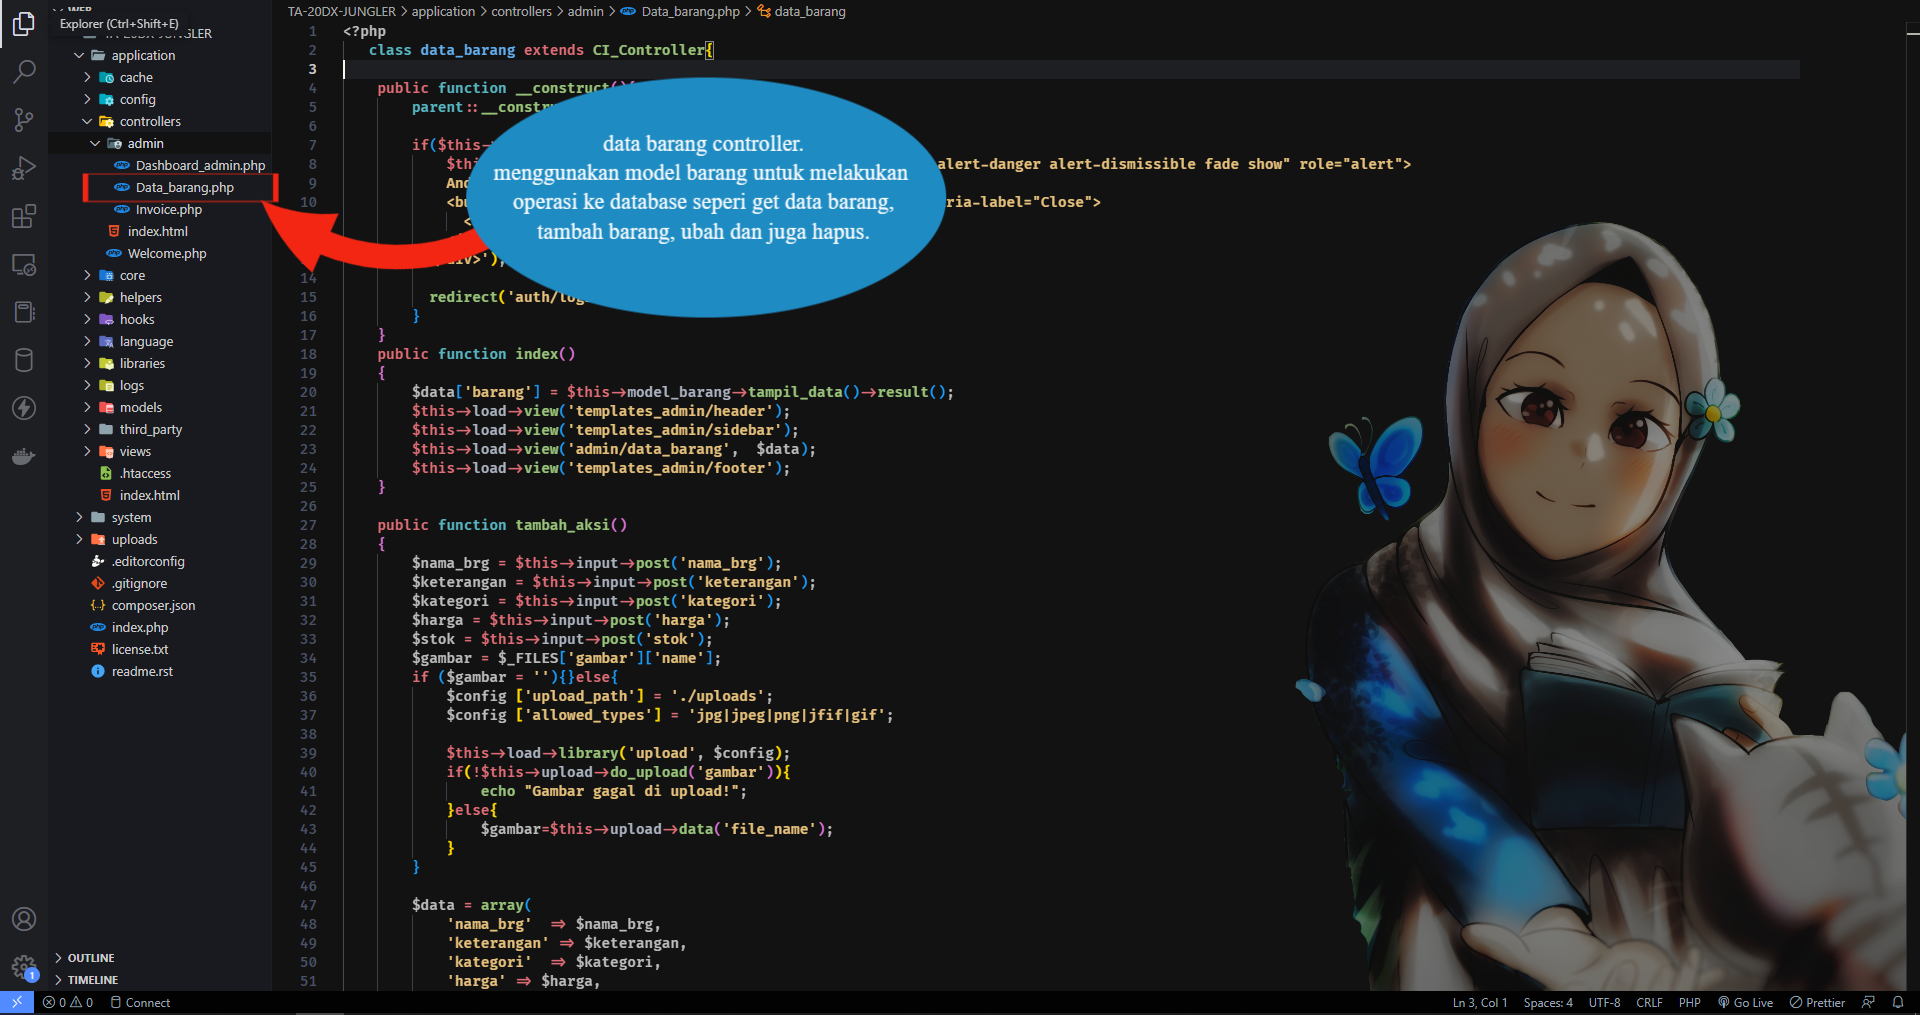 WEB
Explorer (Ctrl+Shift+E)
TA-20DX-JUNGLER
application
cache
config
controllers
admin
Dashboard_admin.php
Data_barang.php
Invoice.php
index.html
Welcome.php
core
helpers
hooks
language
libraries
logs
models
third_party
views
.htaccess
index.html
system
uploads
.editorconfig
.gitignore
composer.json
index.php
license.txt
readme.rst
OUTLINE
TIMELINE
TA-20DX-JUNGLER > application > controllers > admin > Data_barang.php > data_barang
1 <?php
2 class data_barang extends CI_Controller{
3
4 public function __construct(){
5 parent::__constr
6
7 if($this->
8 $thi alert-danger alert-dismissible fade show" role="alert">
9 And
10 <bu ria-label="Close">
<
div>');
14
15 redirect('auth/log
16 }
17 }
18 public function index()
19 {
20 $data['barang'] = $this->model_barang->tampil_data()->result();
21 $this->load->view('templates_admin/header');
22 $this->load->view('templates_admin/sidebar');
23 $this->load->view('admin/data_barang', $data);
24 $this->load->view('templates_admin/footer');
25 }
26
27 public function tambah_aksi()
28 {
29 $nama_brg = $this->input->post('nama_brg');
30 $keterangan = $this->input->post('keterangan');
31 $kategori = $this->input->post('kategori');
32 $harga = $this->input->post('harga');
33 $stok = $this->input->post('stok');
34 $gambar = $_FILES['gambar']['name'];
35 if ($gambar = ''){}else{
36 $config ['upload_path'] = './uploads';
37 $config ['allowed_types'] = 'jpg|jpeg|png|jfif|gif';
38
39 $this->load->library('upload', $config);
40 if(!$this->upload->do_upload('gambar')){
41 echo "Gambar gagal di upload!";
42 }else{
43 $gambar=$this->upload->data('file_name');
44 }
45 }
46
47 $data = array(
48 'nama_brg' => $nama_brg,
49 'keterangan' => $keterangan,
50 'kategori' => $kategori,
51 'harga' => $harga,
data barang controller.
menggunakan model barang untuk melakukan
operasi ke database seperi get data barang,
tambah barang, ubah dan juga hapus.
1
0 0 Connect
Ln 3, Col 1 Spaces: 4 UTF-8 CRLF PHP Go Live Prettier